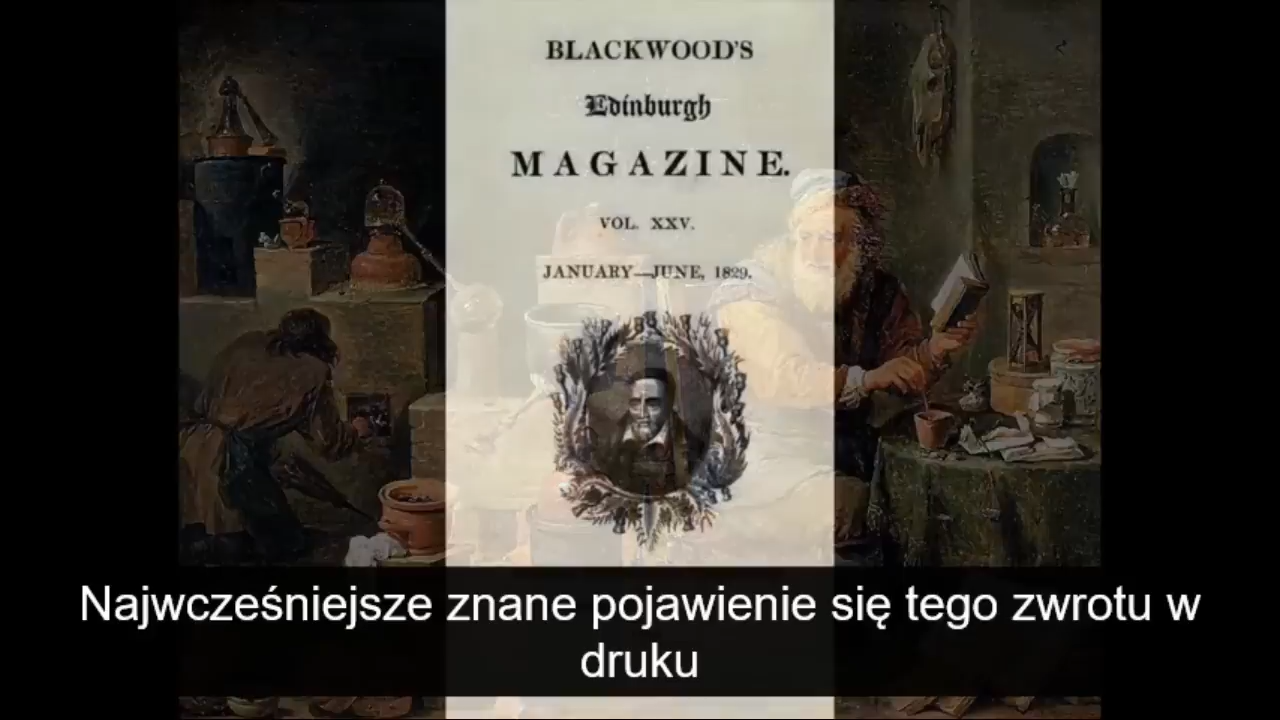 BLACKWOOD'S
Edinburgh
MAGAZINE.
VOL. XXV.
JANUARY—JUNE, 1829.
Najwcześniejsze znane pojawienie się tego zwrotu w
druku